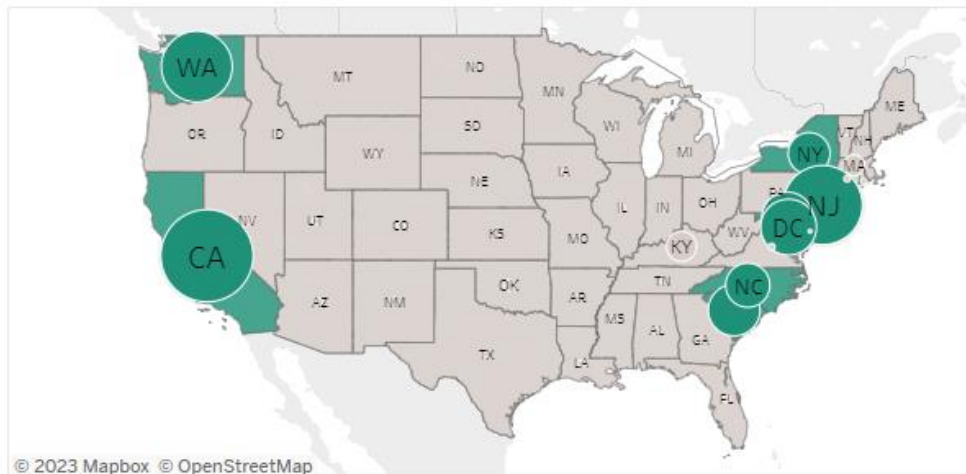 WA
MT
ND
MN
ME
VT
NH
OR
ID
SD
WI
MI
NY
MA
WY
NE
IA
PA
NJ
NV
UT
CO
IL
IN
OH
WV
DC
CA
KS
MO
KY
NC
TN
AZ
NM
OK
AR
MS
AL
GA
TX
LA
FL
© 2023 Mapbox © OpenStreetMap